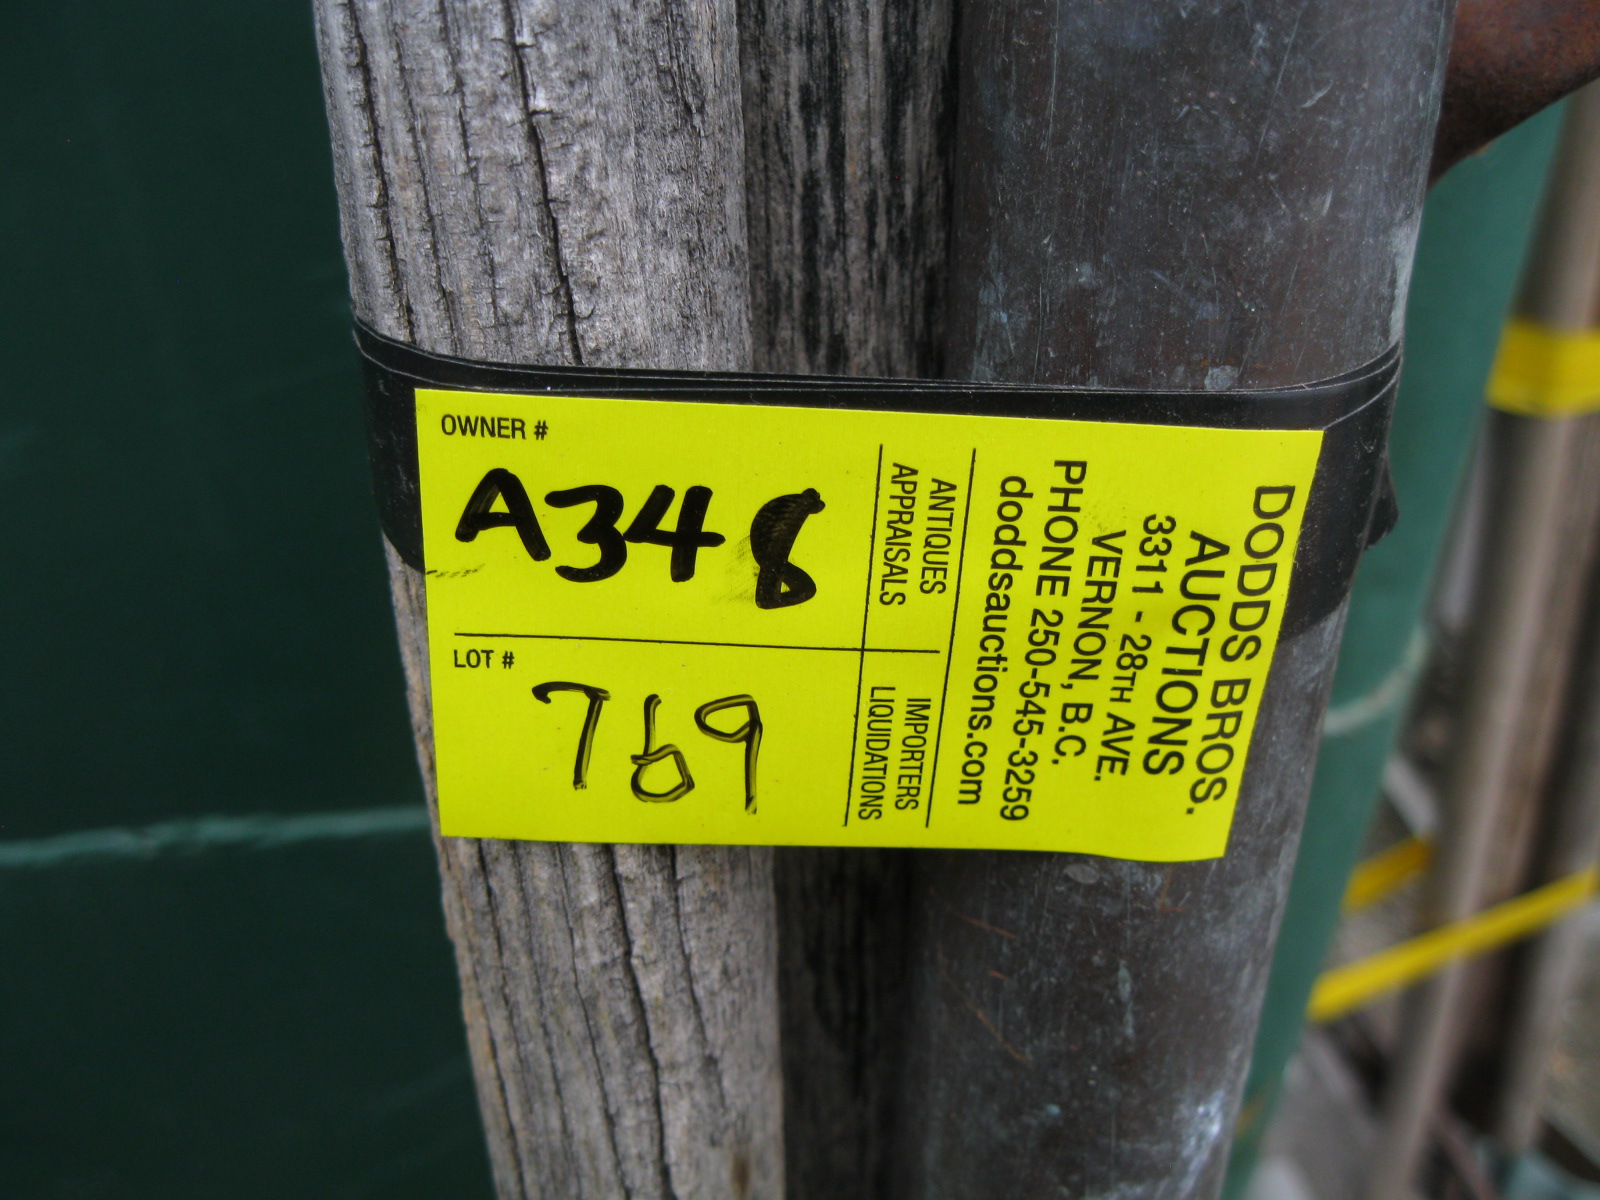 OWNER #
A348
LOT #
769
ANTIQUES
APPRAISALS
IMPORTERS
LIQUIDATIONS
DODDS BROS.
AUCTIONS
3311 - 28TH AVE.
VERNON, B.C.
PHONE 250-545-3259
doddsauctions.com